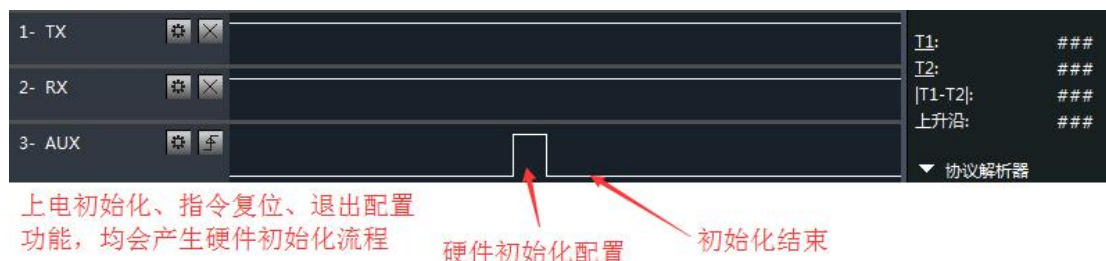 1- TX
2- RX
3- AUX
T1: ###
T2: ###
|T1-T2|: ###
上升沿: ###
▼ 协议解析器
上电初始化、指令复位、退出配置
功能，均会产生硬件初始化流程
硬件初始化配置
初始化结束